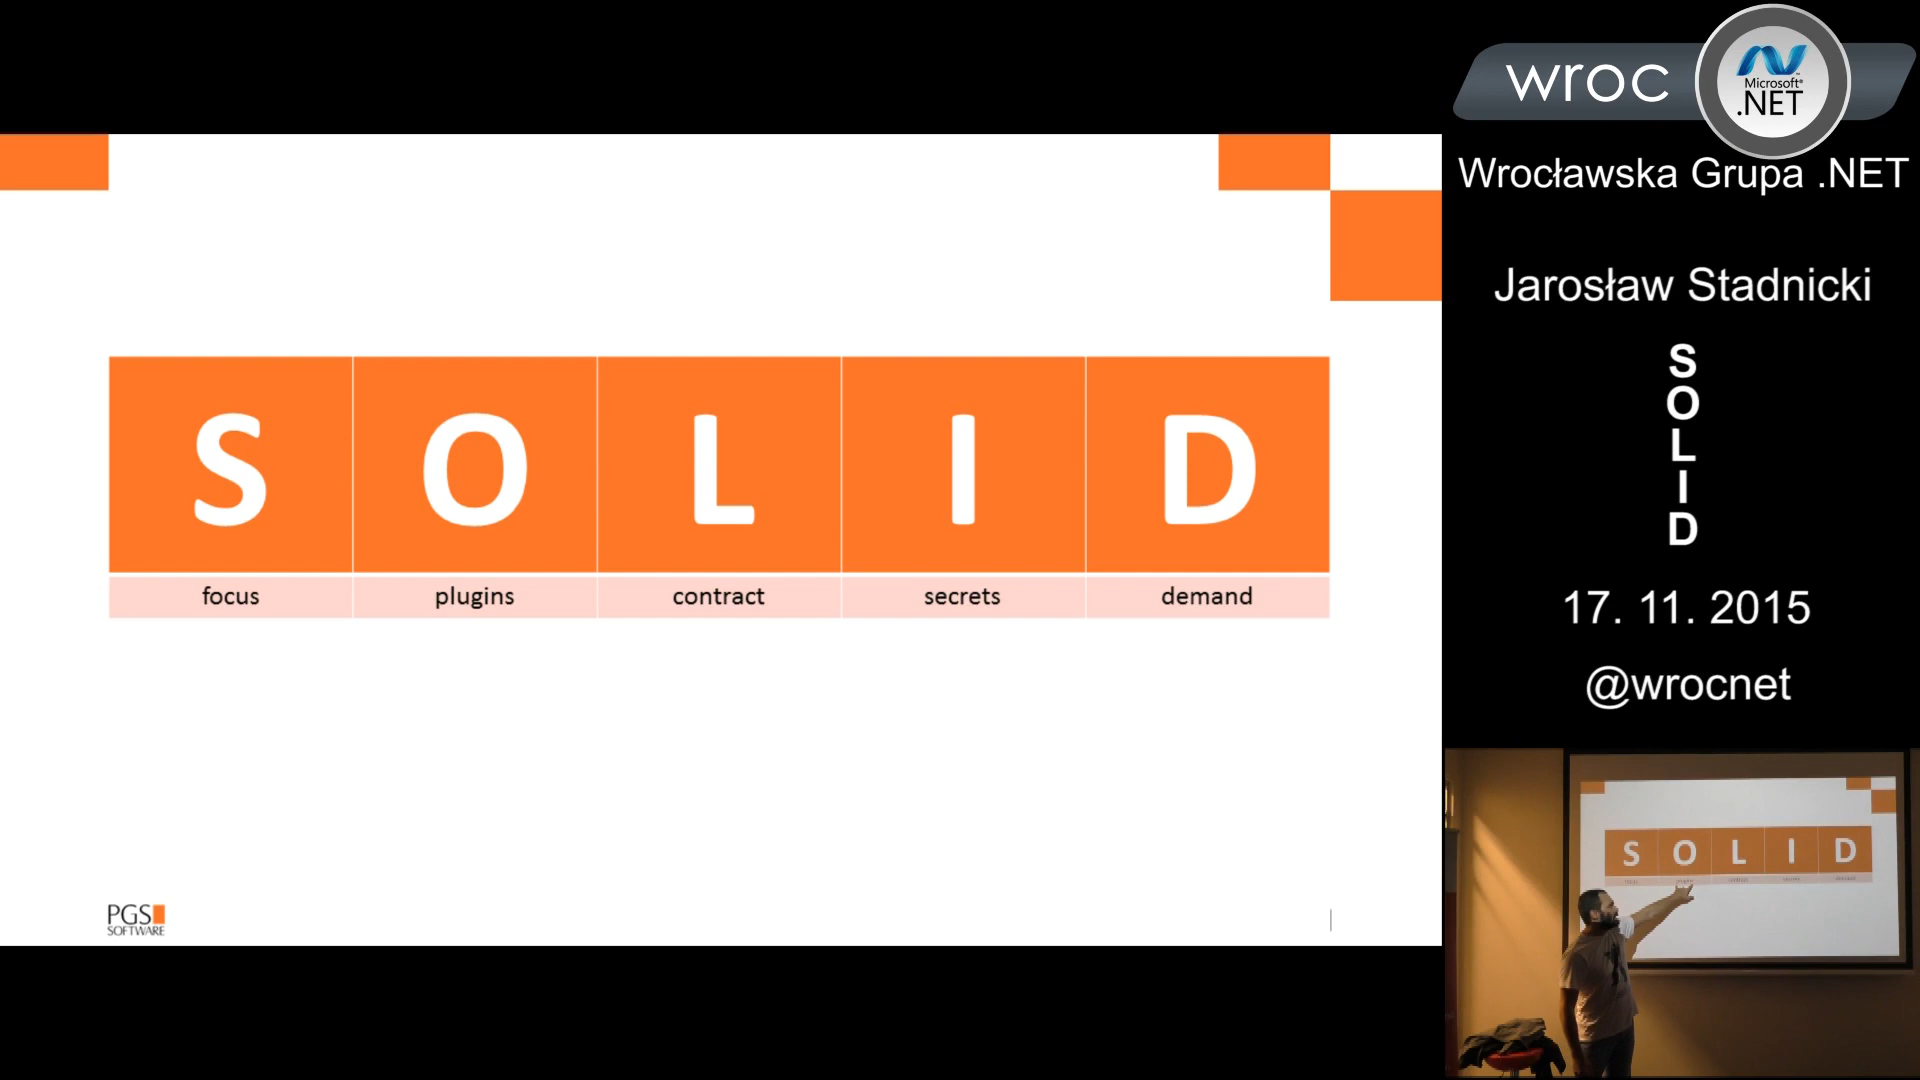 S O L I D
focus plugins contract secrets demand
PGS
SOFTWARE
wroc
Microsoft®
.NET
Wrocławska Grupa .NET
Jarosław Stadnicki
S
O
L
I
D
17. 11. 2015
@wrocnet
S O L I D